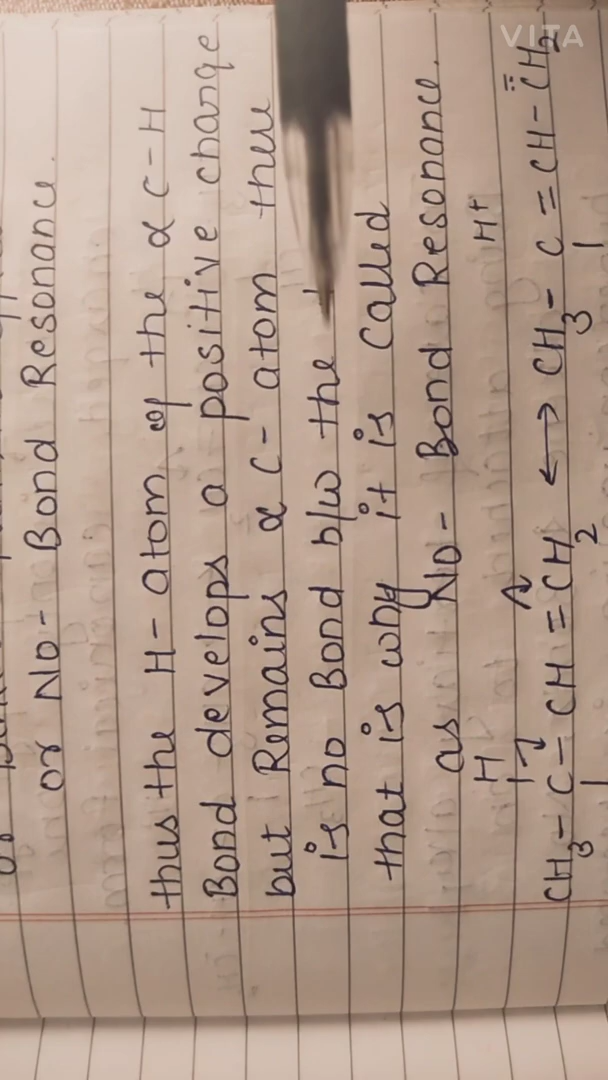 or No- Bond Resonance.
thus the H- atom of the α C-H
Bond develops a positive change
but Remains α C- atom there
is no Bond b/w the
that is why it is called
as No- Bond Resonance.
H H+
CH3 - C - CH = CH2 ↔ CH3 - C = CH - CH2
VITA